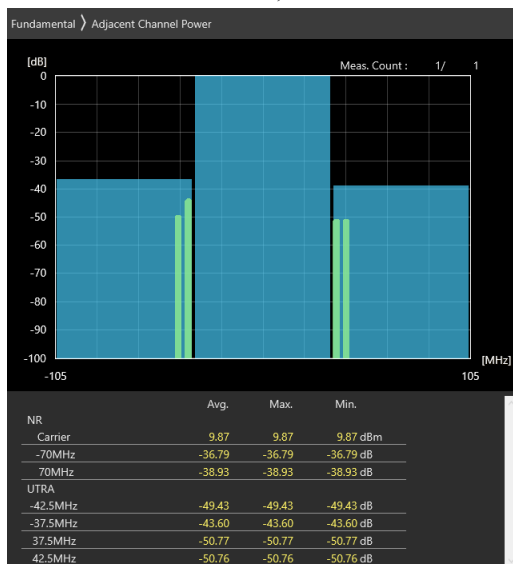 Fundamental 〉 Adjacent Channel Power
[dB]
Meas. Count : 1/ 1
0
-10
-20
-30
-40
-50
-60
-70
-80
-90
-100
[MHz]
-105 105
Avg. Max. Min.
NR
Carrier 9.87 9.87 9.87 dBm
-70MHz -36.79 -36.79 -36.79 dB
70MHz -38.93 -38.93 -38.93 dB
UTRA
-42.5MHz -49.43 -49.43 -49.43 dB
-37.5MHz -43.60 -43.60 -43.60 dB
37.5MHz -50.77 -50.77 -50.77 dB
42.5MHz -50.76 -50.76 -50.76 dB